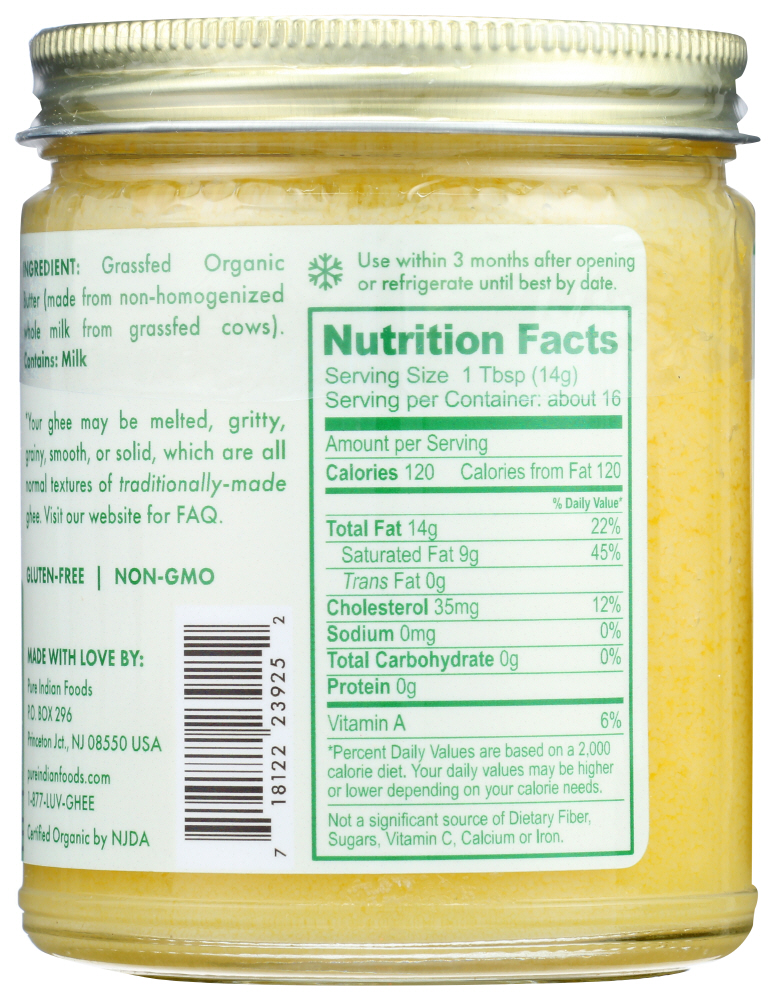 INGREDIENT: Grassfed Organic
Butter (made from non-homogenized
whole milk from grassfed cows).
Contains: Milk
"Your ghee may be melted, gritty,
grainy, smooth, or solid, which are all
normal textures of traditionally-made
ghee. Visit our website for FAQ.
GLUTEN-FREE | NON-GMO
MADE WITH LOVE BY:
Pure Indian Foods
P.O. BOX 296
Princeton Jct., NJ 08550 USA
pureindianfoods.com
1-877-LUV-GHEE
Certified Organic by NJDA
7 18122 23925 2
Use within 3 months after opening
or refrigerate until best by date.
Nutrition Facts
Serving Size 1 Tbsp (14g)
Serving per Container: about 16
Amount per Serving
Calories 120 Calories from Fat 120
% Daily Value*
Total Fat 14g 22%
Saturated Fat 9g 45%
Trans Fat 0g
Cholesterol 35mg 12%
Sodium 0mg 0%
Total Carbohydrate 0g 0%
Protein 0g
Vitamin A 6%
*Percent Daily Values are based on a 2,000
calorie diet. Your daily values may be higher
or lower depending on your calorie needs.
Not a significant source of Dietary Fiber,
Sugars, Vitamin C, Calcium or Iron.